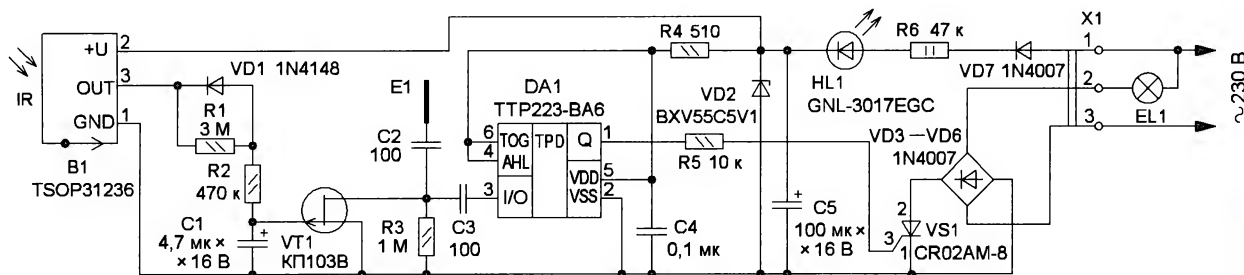 +U
2
OUT
3
GND
1
IR
B1
TSOP31236
VD1 1N4148
R1
3 М
R2
470 к
C1
4,7 мк ×
× 16 В
VT1
КП103В
E1
C2
100
R3
1 М
C3
100
DA1
TTP223-BA6
6
4
3
TOG
AHL
I/O
TPD
Q
VDD
VSS
1
5
2
R4 510
VD2
BXV55C5V1
R5 10 к
C4
0,1 мк
C5
100 мк ×
× 16 В
HL1
GNL-3017EGC
R6 47 к
VD7 1N4007
VD3 —VD6
1N4007
2
3
1
VS1
CR02AM-8
X1
1
2
3
EL1
~230 В